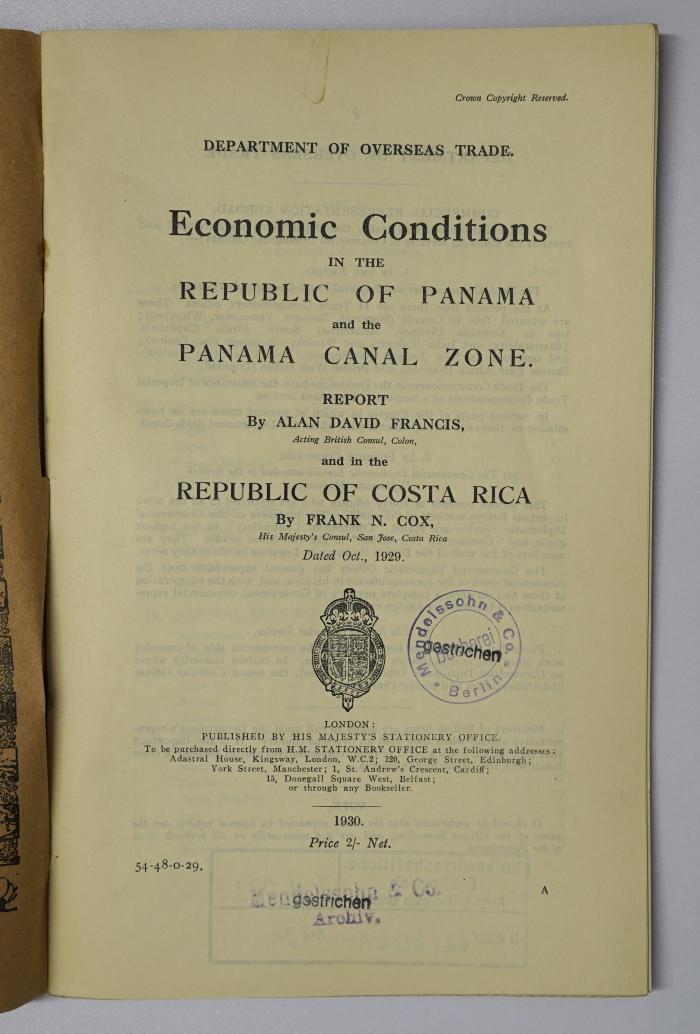 Crown Copyright Reserved.
DEPARTMENT OF OVERSEAS TRADE.
Economic Conditions
IN THE
REPUBLIC OF PANAMA
and the
PANAMA CANAL ZONE.
REPORT
By ALAN DAVID FRANCIS,
Acting British Consul, Colon,
and in the
REPUBLIC OF COSTA RICA
By FRANK N. COX,
His Majesty's Consul, San Jose, Costa Rica
Dated Oct., 1929.
Mendelssohn & Co.
Bücherei
gestrichen
* Berlin *
LONDON:
PUBLISHED BY HIS MAJESTY'S STATIONERY OFFICE.
To be purchased directly from H.M. STATIONERY OFFICE at the following addresses:
Adastral House, Kingsway, London, W.C.2; 120, George Street, Edinburgh;
York Street, Manchester; 1, St. Andrew's Crescent, Cardiff;
15, Donegall Square West, Belfast;
or through any Bookseller.
1930.
Price 2/- Net.
54-48-0-29.
A
Mendelssohn & Co.
gestrichen
Archiv.